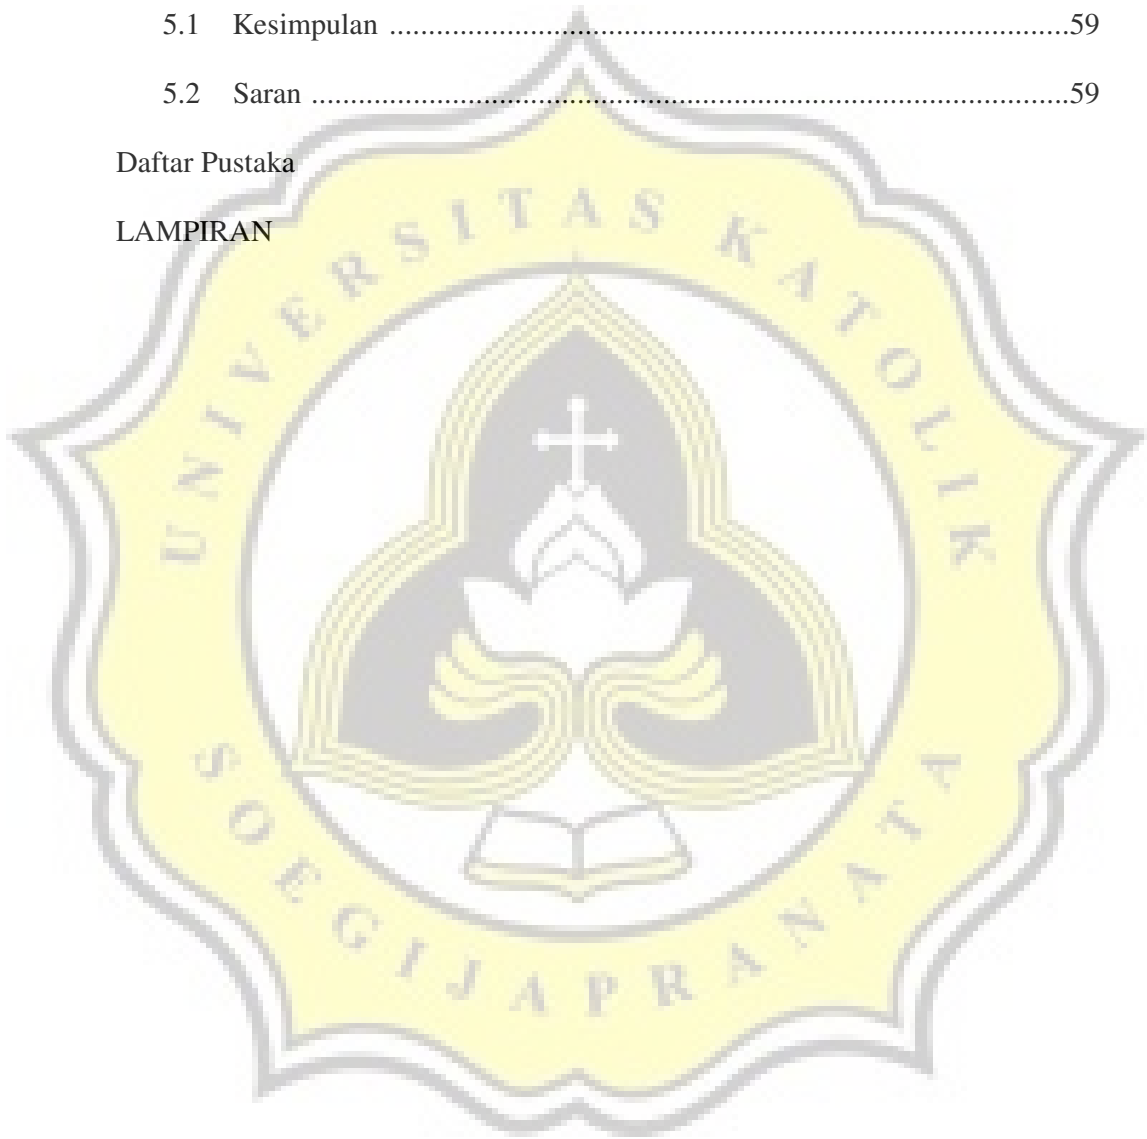 5.1 Kesimpulan ........................................................................................59
5.2 Saran ..................................................................................................59
Daftar Pustaka
LAMPIRAN
UNIVERSITAS KATOLIK
SOEGIJAPRANATA